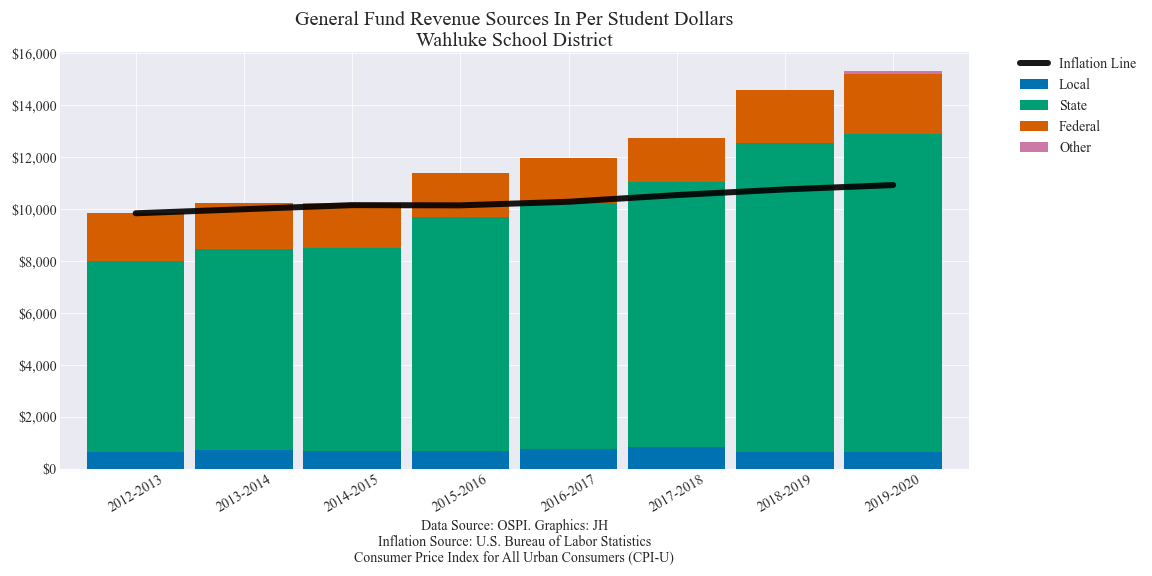 General Fund Revenue Sources In Per Student Dollars
Wahluke School District
$16,000
$14,000
$12,000
$10,000
$8,000
$6,000
$4,000
$2,000
$0
Inflation Line
Local
State
Federal
Other
2012-2013
2013-2014
2014-2015
2015-2016
2016-2017
2017-2018
2018-2019
2019-2020
Data Source: OSPI. Graphics: JH
Inflation Source: U.S. Bureau of Labor Statistics
Consumer Price Index for All Urban Consumers (CPI-U)